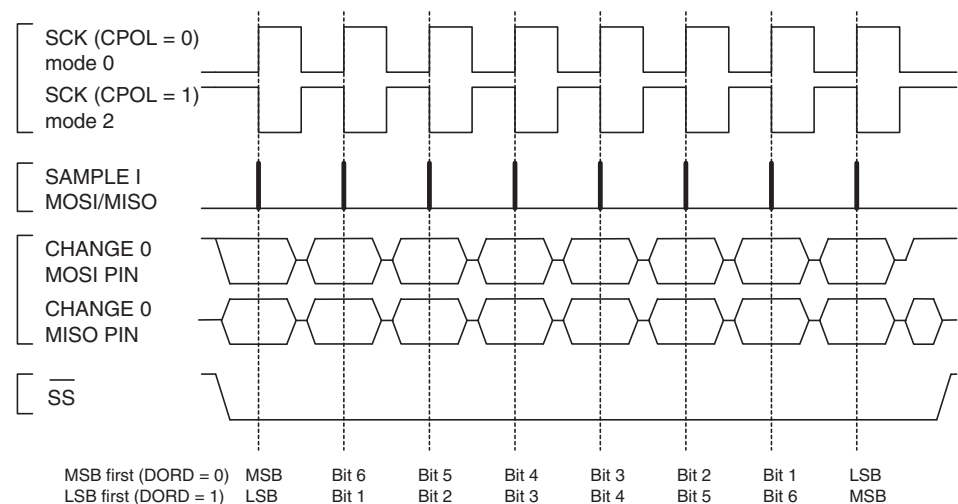 SCK (CPOL = 0)
mode 0
SCK (CPOL = 1)
mode 2
SAMPLE I
MOSI/MISO
CHANGE 0
MOSI PIN
CHANGE 0
MISO PIN
SS
MSB first (DORD = 0) MSB Bit 6 Bit 5 Bit 4 Bit 3 Bit 2 Bit 1 LSB
LSB first (DORD = 1) LSB Bit 1 Bit 2 Bit 3 Bit 4 Bit 5 Bit 6 MSB